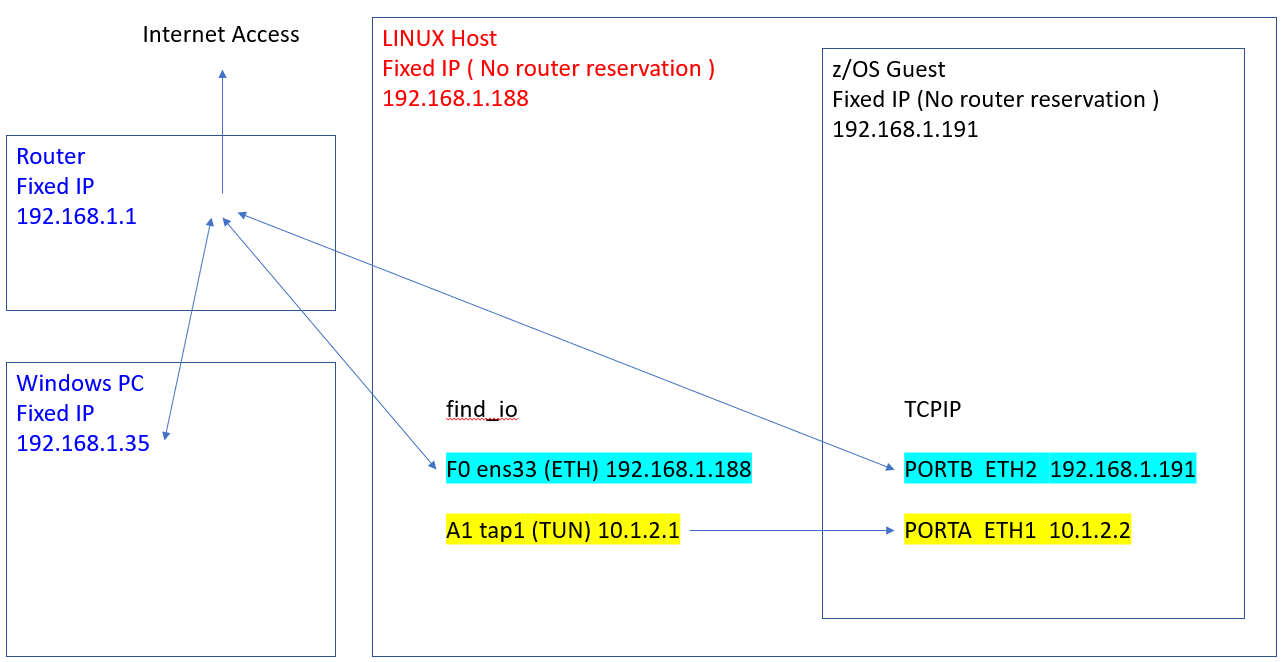 Internet Access
Router
Fixed IP
192.168.1.1
Windows PC
Fixed IP
192.168.1.35
LINUX Host
Fixed IP ( No router reservation )
192.168.1.188
z/OS Guest
Fixed IP (No router reservation )
192.168.1.191
find_io
F0 ens33 (ETH) 192.168.1.188
A1 tap1 (TUN) 10.1.2.1
TCPIP
PORTB  ETH2  192.168.1.191
PORTA  ETH1  10.1.2.2